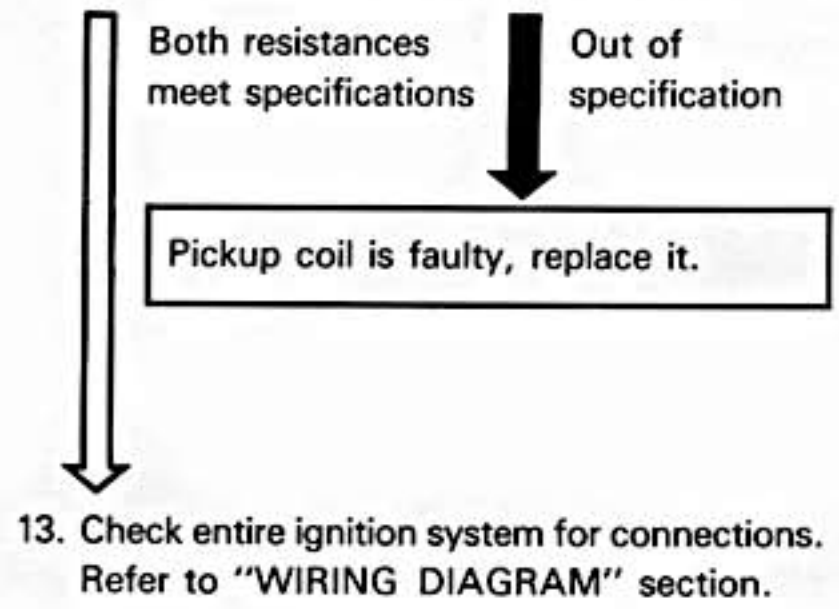 Both resistances
meet specifications
Out of
specification
Pickup coil is faulty, replace it.
13. Check entire ignition system for connections.
Refer to "WIRING DIAGRAM" section.